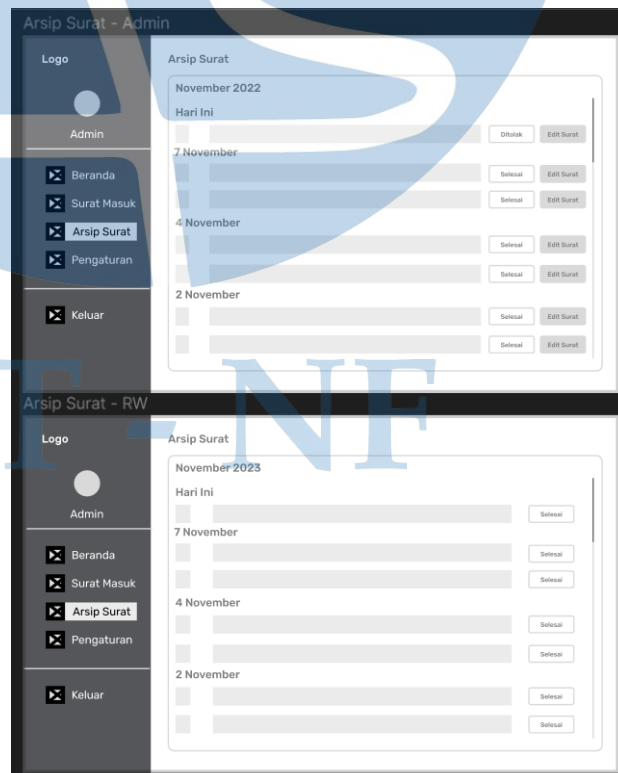 Arsip Surat - Admin
Logo
Arsip Surat
November 2022
Hari Ini
Admin
Ditolak Edit Surat
7 November
Beranda
Selesai Edit Surat
Surat Masuk
Selesai Edit Surat
Arsip Surat
4 November
Selesai Edit Surat
Pengaturan
Selesai Edit Surat
2 November
Keluar
Selesai Edit Surat
Selesai Edit Surat
T - NF
Arsip Surat - RW
Logo
Arsip Surat
November 2023
Hari Ini
Admin
Selesai
7 November
Beranda
Selesai
Surat Masuk
Selesai
Arsip Surat
4 November
Selesai
Pengaturan
Selesai
2 November
Keluar
Selesai
Selesai